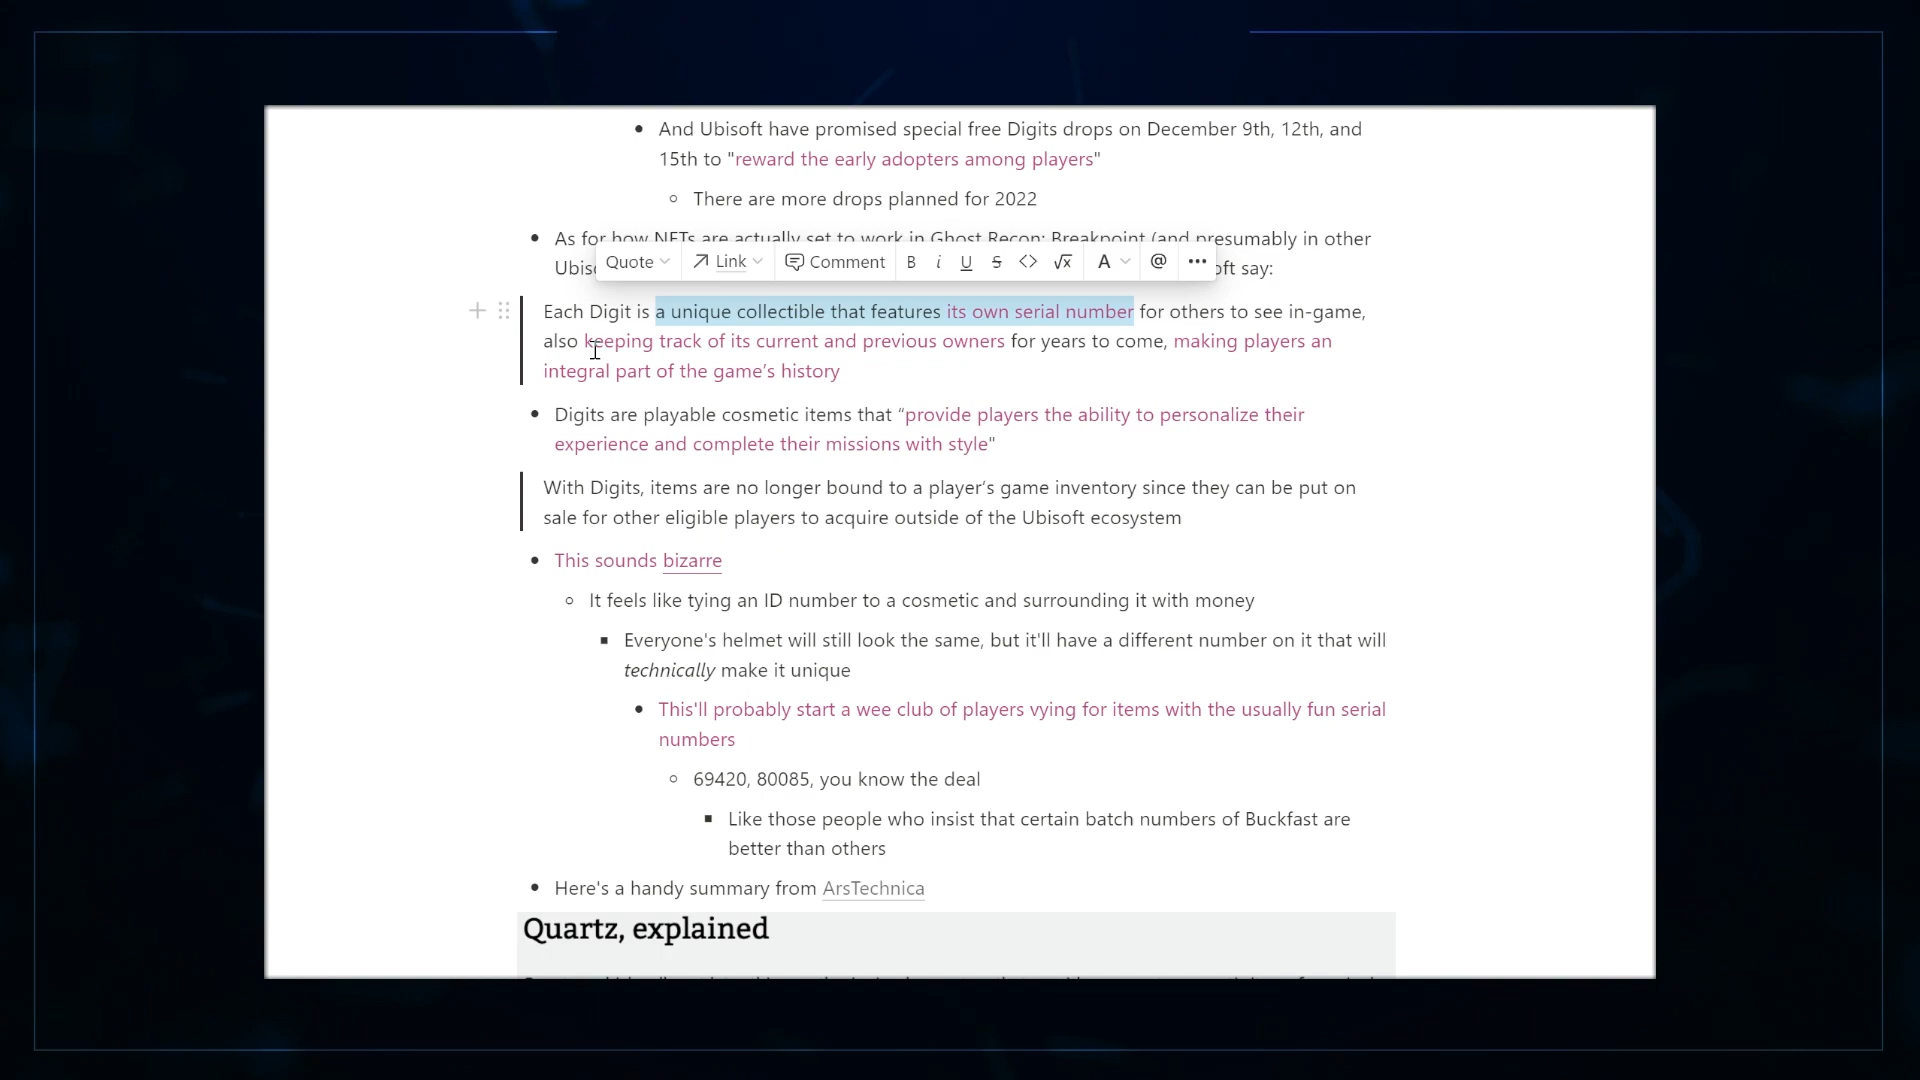 And Ubisoft have promised special free Digits drops on December 9th, 12th, and
15th to "reward the early adopters among players"
There are more drops planned for 2022
As for how NFTs are actually set to work in Ghost Recon: Breakpoint (and presumably in other
Ubiso
oft say:
Quote Link Comment B i U S <> √x A @ •••
Each Digit is a unique collectible that features its own serial number for others to see in-game,
also keeping track of its current and previous owners for years to come, making players an
integral part of the game’s history
Digits are playable cosmetic items that “provide players the ability to personalize their
experience and complete their missions with style"
With Digits, items are no longer bound to a player’s game inventory since they can be put on
sale for other eligible players to acquire outside of the Ubisoft ecosystem
This sounds bizarre
It feels like tying an ID number to a cosmetic and surrounding it with money
Everyone's helmet will still look the same, but it'll have a different number on it that will
technically make it unique
This'll probably start a wee club of players vying for items with the usually fun serial
numbers
69420, 80085, you know the deal
Like those people who insist that certain batch numbers of Buckfast are
better than others
Here's a handy summary from ArsTechnica
Quartz, explained